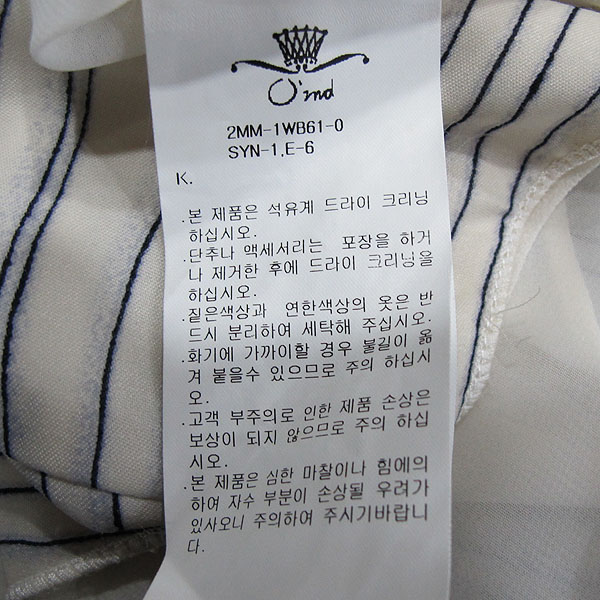 O'md
2MM-1WB61-0
SYN-1.E-6
K.
.본 제품은 석유계 드라이 크리닝
하십시오.
.단추나 액세서리는 포장을 하거
나 제거한 후에 드라이 크리닝을
하십시오.
.짙은색상과 연한색상의 옷은 반
드시 분리하여 세탁해 주십시오.
.화기에 가까이할 경우 불길이 옮
겨 붙을수 있으므로 주의 하십시
오.
.고객 부주의로 인한 제품 손상은
보상이 되지 않으므로 주의 하십
시오.
.본 제품은 심한 마찰이나 힘에의
하여 자수 부분이 손상될 우려가
있사오니 주의하여 주시기바랍니
다.